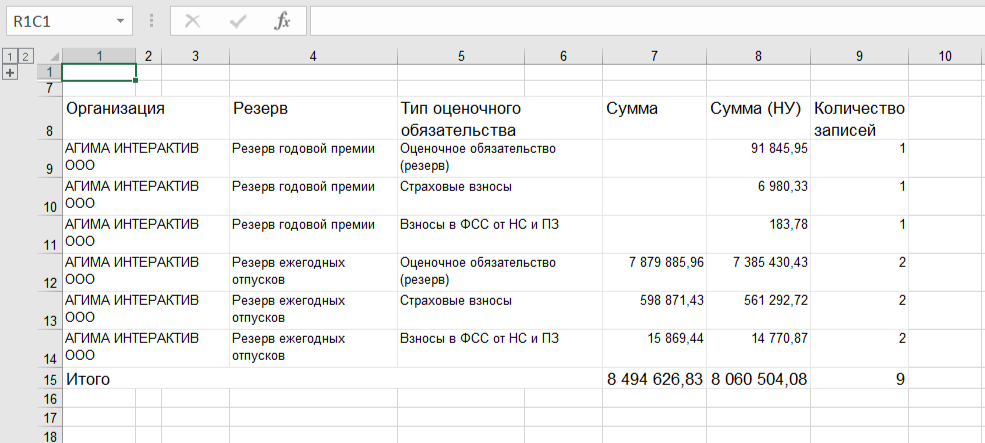 R1C1 fx
1 2
1 2 3 4 5 6 7 8 9 10
1
7
8 Организация Резерв Тип оценочного обязательства Сумма Сумма (НУ) Количество записей
9 АГИМА ИНТЕРАКТИВ ООО Резерв годовой премии Оценочное обязательство (резерв) 91 845,95 1
10 АГИМА ИНТЕРАКТИВ ООО Резерв годовой премии Страховые взносы 6 980,33 1
11 АГИМА ИНТЕРАКТИВ ООО Резерв годовой премии Взносы в ФСС от НС и ПЗ 183,78 1
12 АГИМА ИНТЕРАКТИВ ООО Резерв ежегодных отпусков Оценочное обязательство (резерв) 7 879 885,96 7 385 430,43 2
13 АГИМА ИНТЕРАКТИВ ООО Резерв ежегодных отпусков Страховые взносы 598 871,43 561 292,72 2
14 АГИМА ИНТЕРАКТИВ ООО Резерв ежегодных отпусков Взносы в ФСС от НС и ПЗ 15 869,44 14 770,87 2
15 Итого 8 494 626,83 8 060 504,08 9
16
17
18